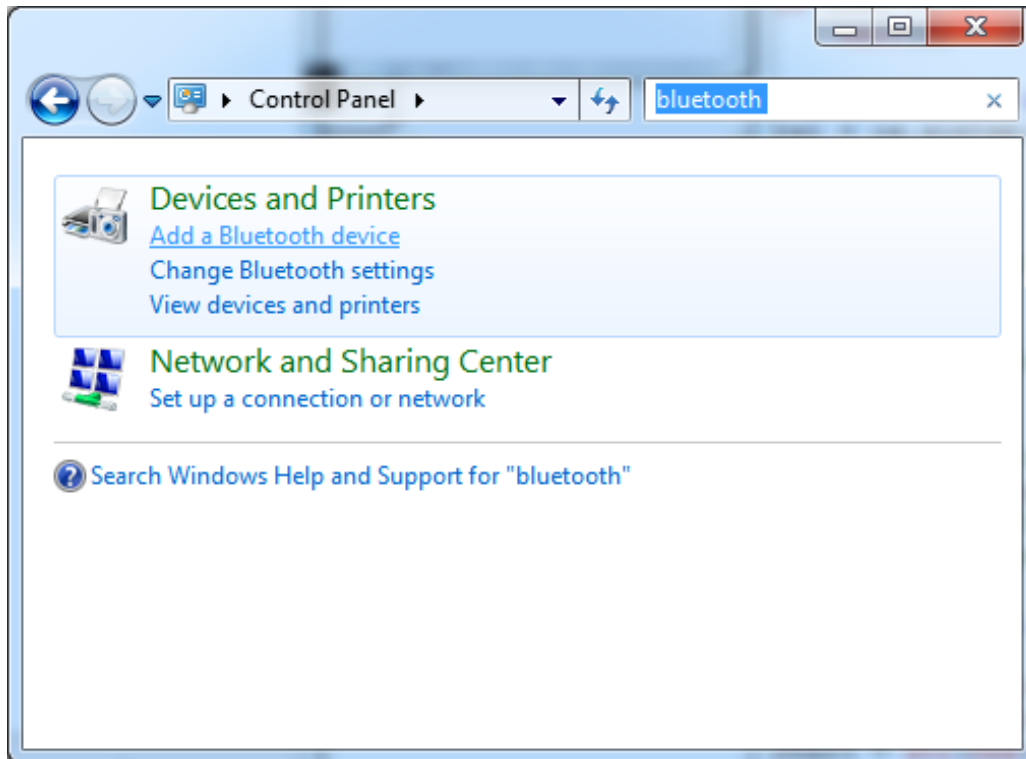 Control Panel
bluetooth
Devices and Printers
Add a Bluetooth device
Change Bluetooth settings
View devices and printers
Network and Sharing Center
Set up a connection or network
Search Windows Help and Support for "bluetooth"